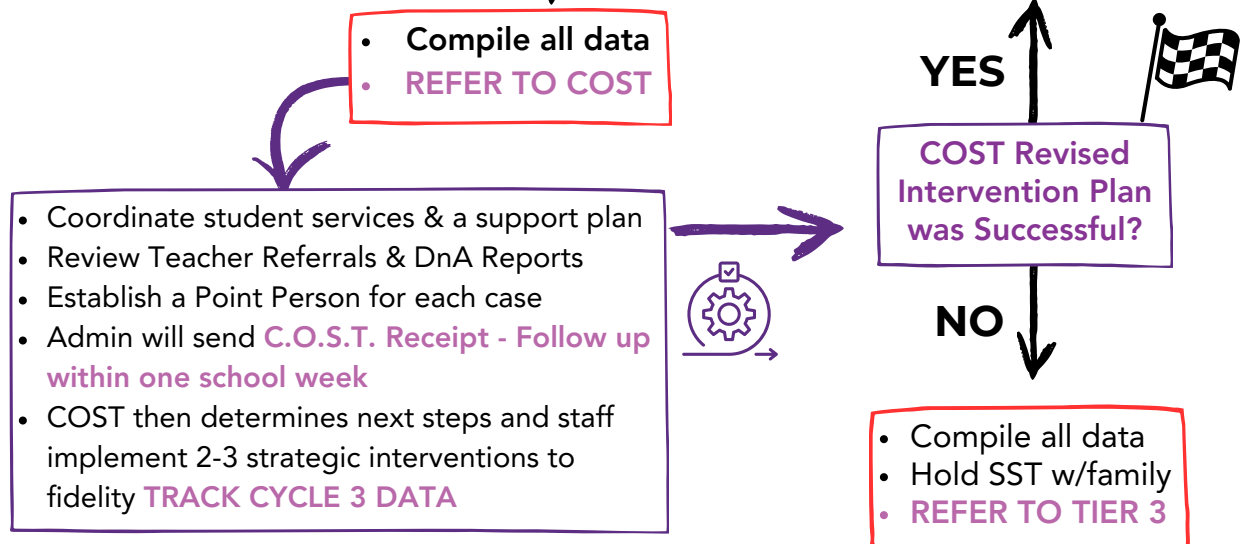 • Compile all data
• REFER TO COST
• Coordinate student services & a support plan
• Review Teacher Referrals & DnA Reports
• Establish a Point Person for each case
• Admin will send C.O.S.T. Receipt - Follow up
within one school week
• COST then determines next steps and staff
implement 2-3 strategic interventions to
fidelity TRACK CYCLE 3 DATA
YES
COST Revised
Intervention Plan
was Successful?
NO
• Compile all data
• Hold SST w/family
• REFER TO TIER 3